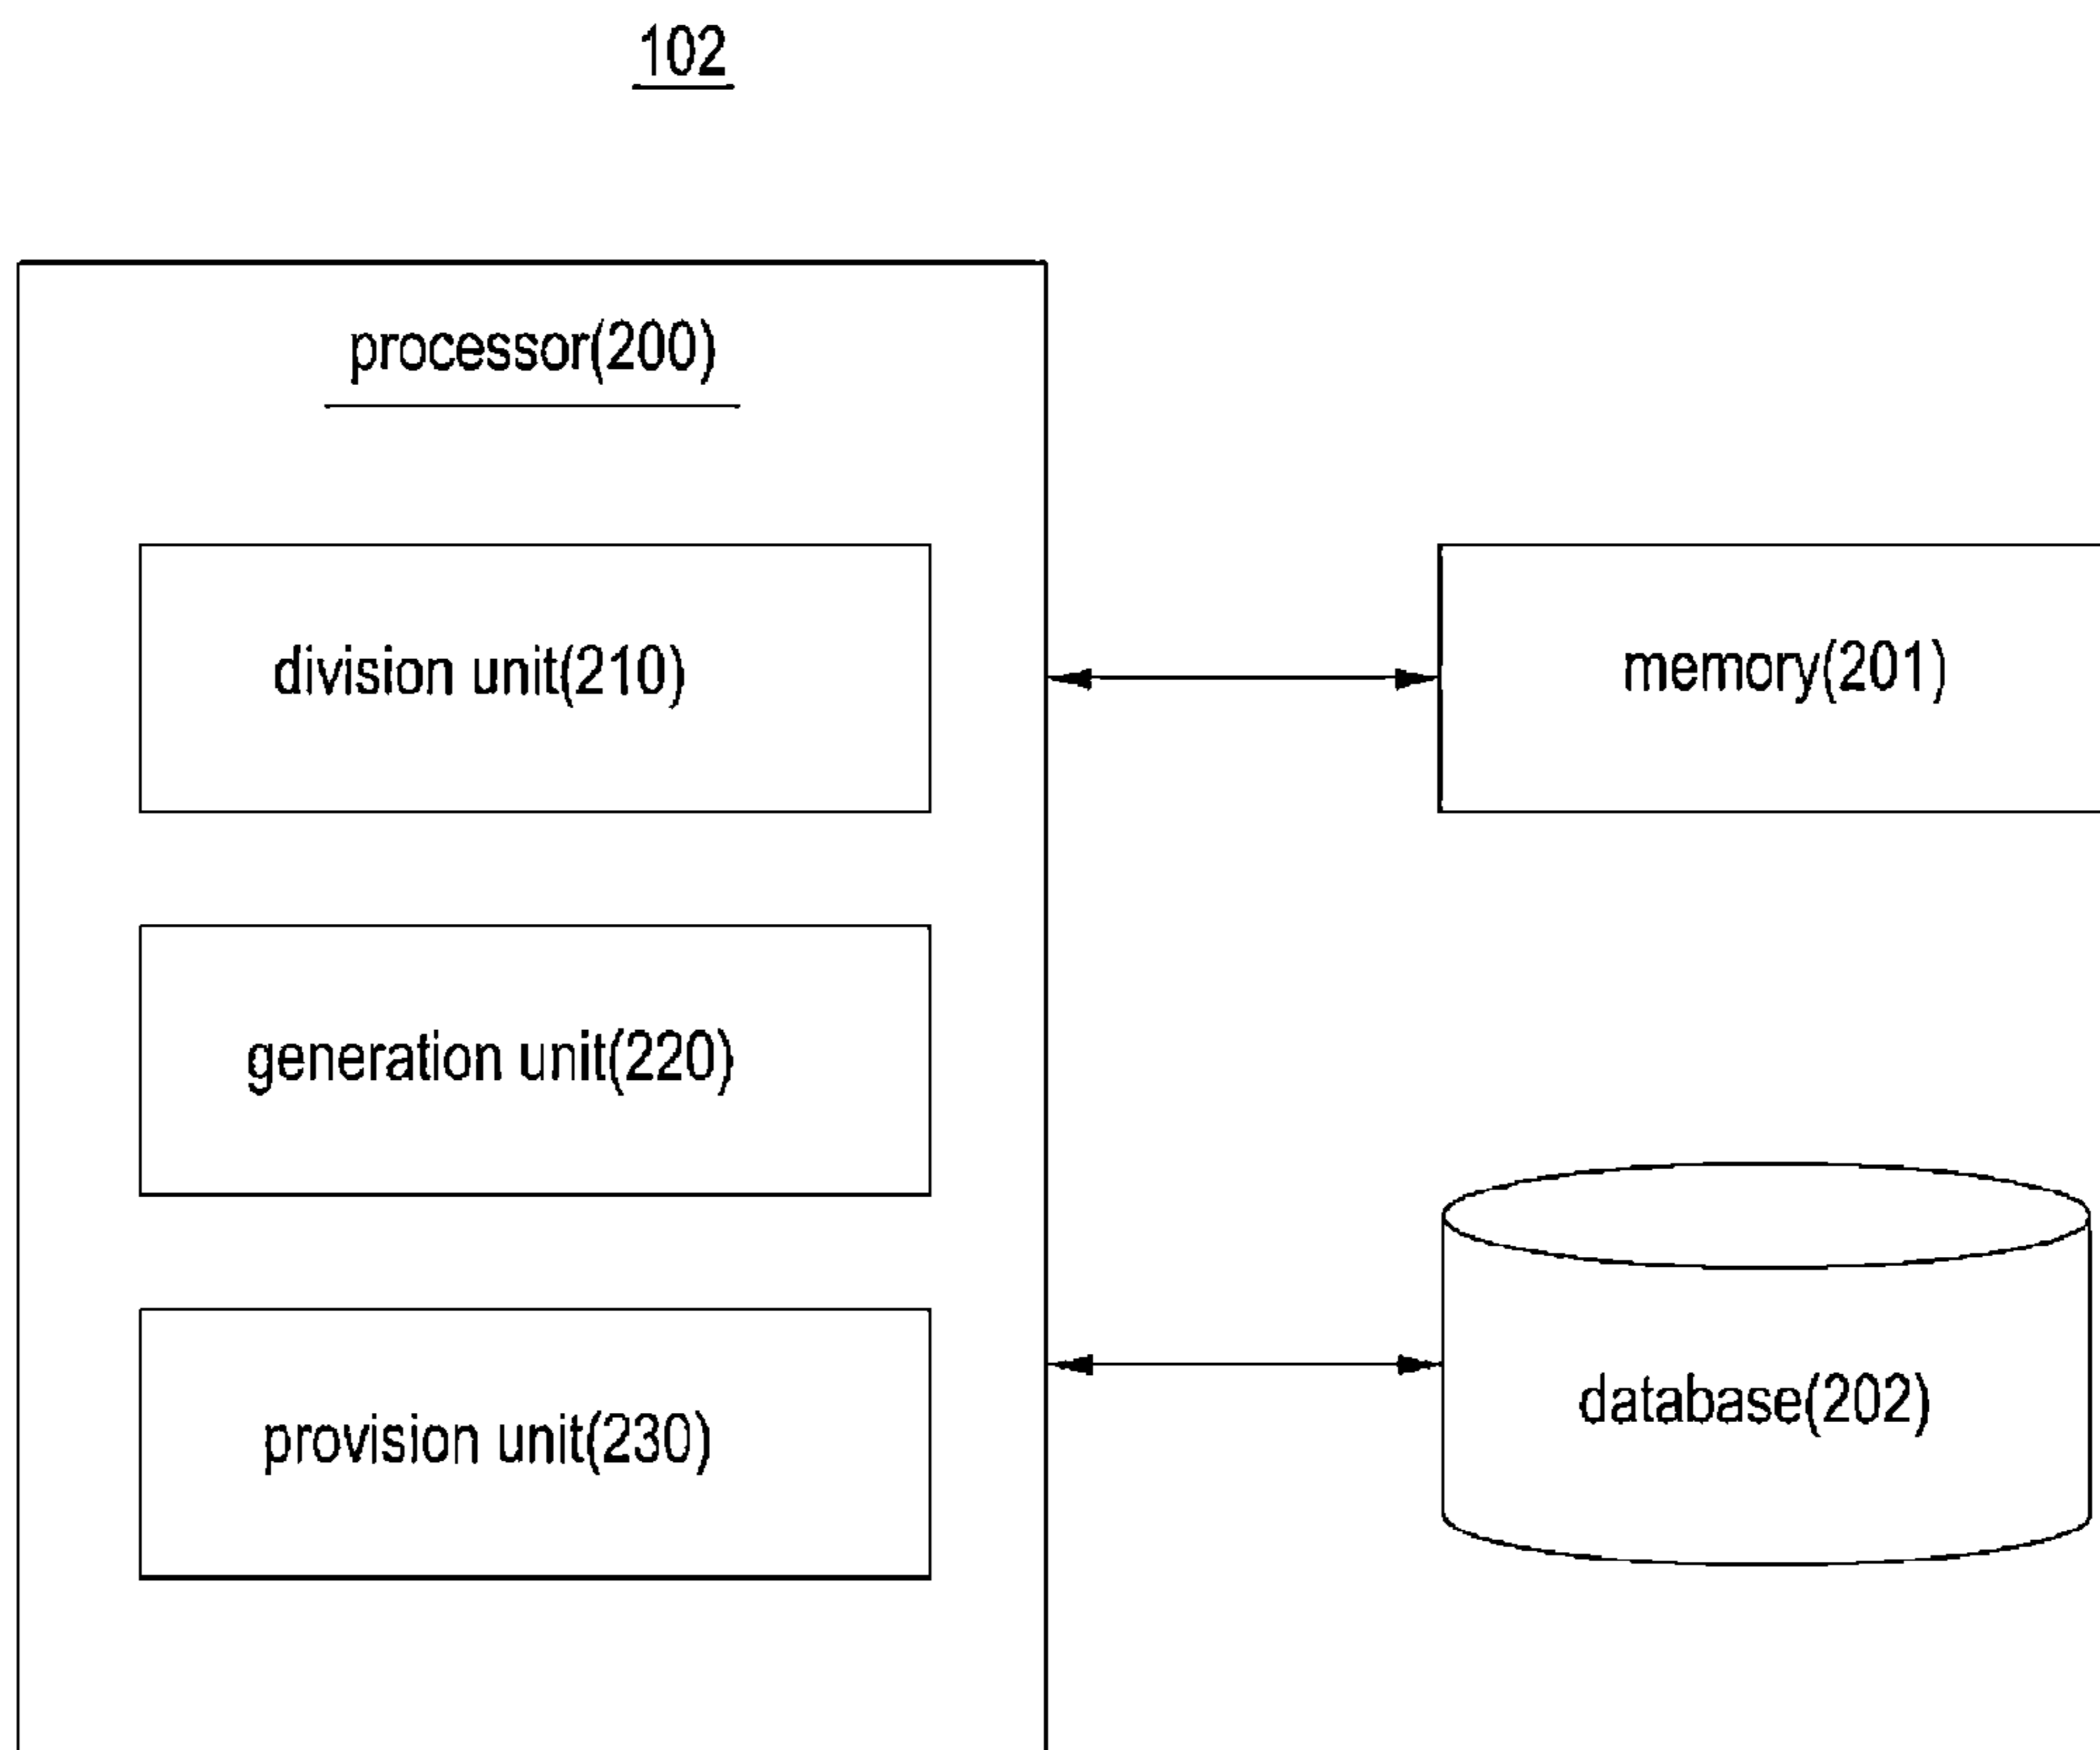 102
processor(200)
division unit(210)
memory(201)
generation unit(220)
provision unit(230)
database(202)